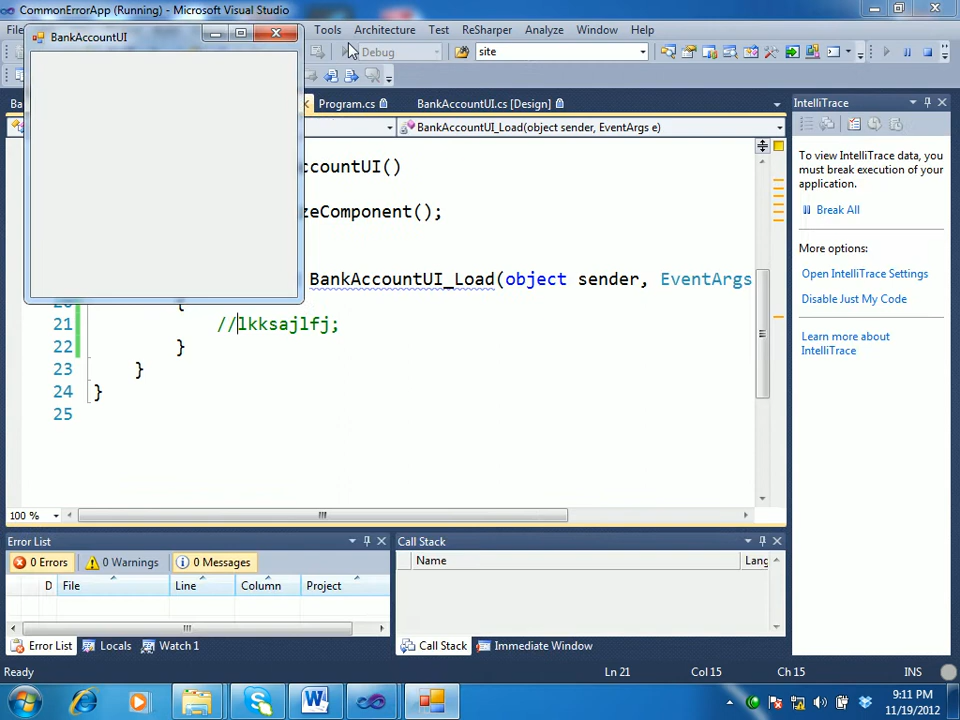 CommonErrorApp (Running) - Microsoft Visual Studio
Tools Architecture Test ReSharper Analyze Window Help
BankAccountUI
Debug site
Program.cs BankAccountUI.cs [Design]
BankAccountUI_Load(object sender, EventArgs e)
ccountUI()
zeComponent();
BankAccountUI_Load(object sender, EventArgs
21 //lkksajlfj;
22 }
23 }
24 }
25
100 %
IntelliTrace
To view IntelliTrace data, you
must break execution of your
application.
Break All
More options:
Open IntelliTrace Settings
Disable Just My Code
Learn more about
IntelliTrace
Error List
0 Errors 0 Warnings 0 Messages
D File Line Column Project
Error List Locals Watch 1
Call Stack
Name Lang
Call Stack Immediate Window
Ready Ln 21 Col 15 Ch 15 INS
9:11 PM
11/19/2012